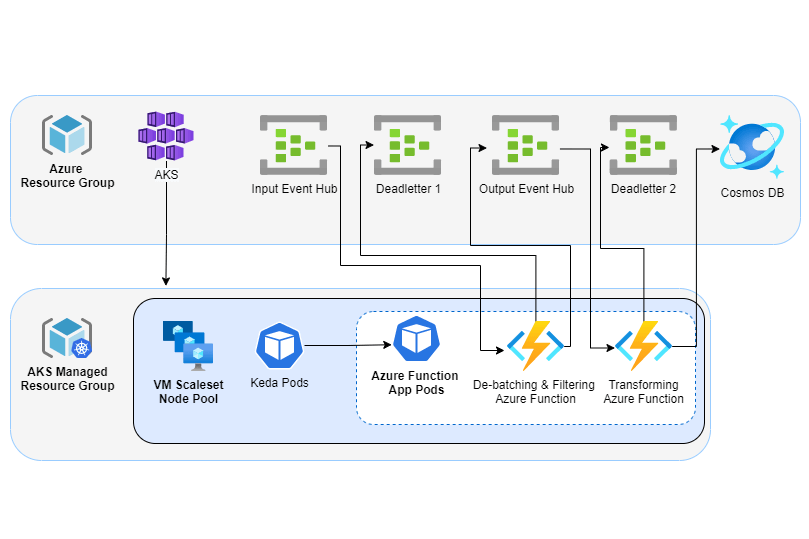 Azure
Resource Group
AKS
Input Event Hub
Deadletter 1
Output Event Hub
Deadletter 2
Cosmos DB
AKS Managed
Resource Group
VM Scaleset
Node Pool
Keda Pods
Azure Function
App Pods
De-batching & Filtering
Azure Function
Transforming
Azure Function